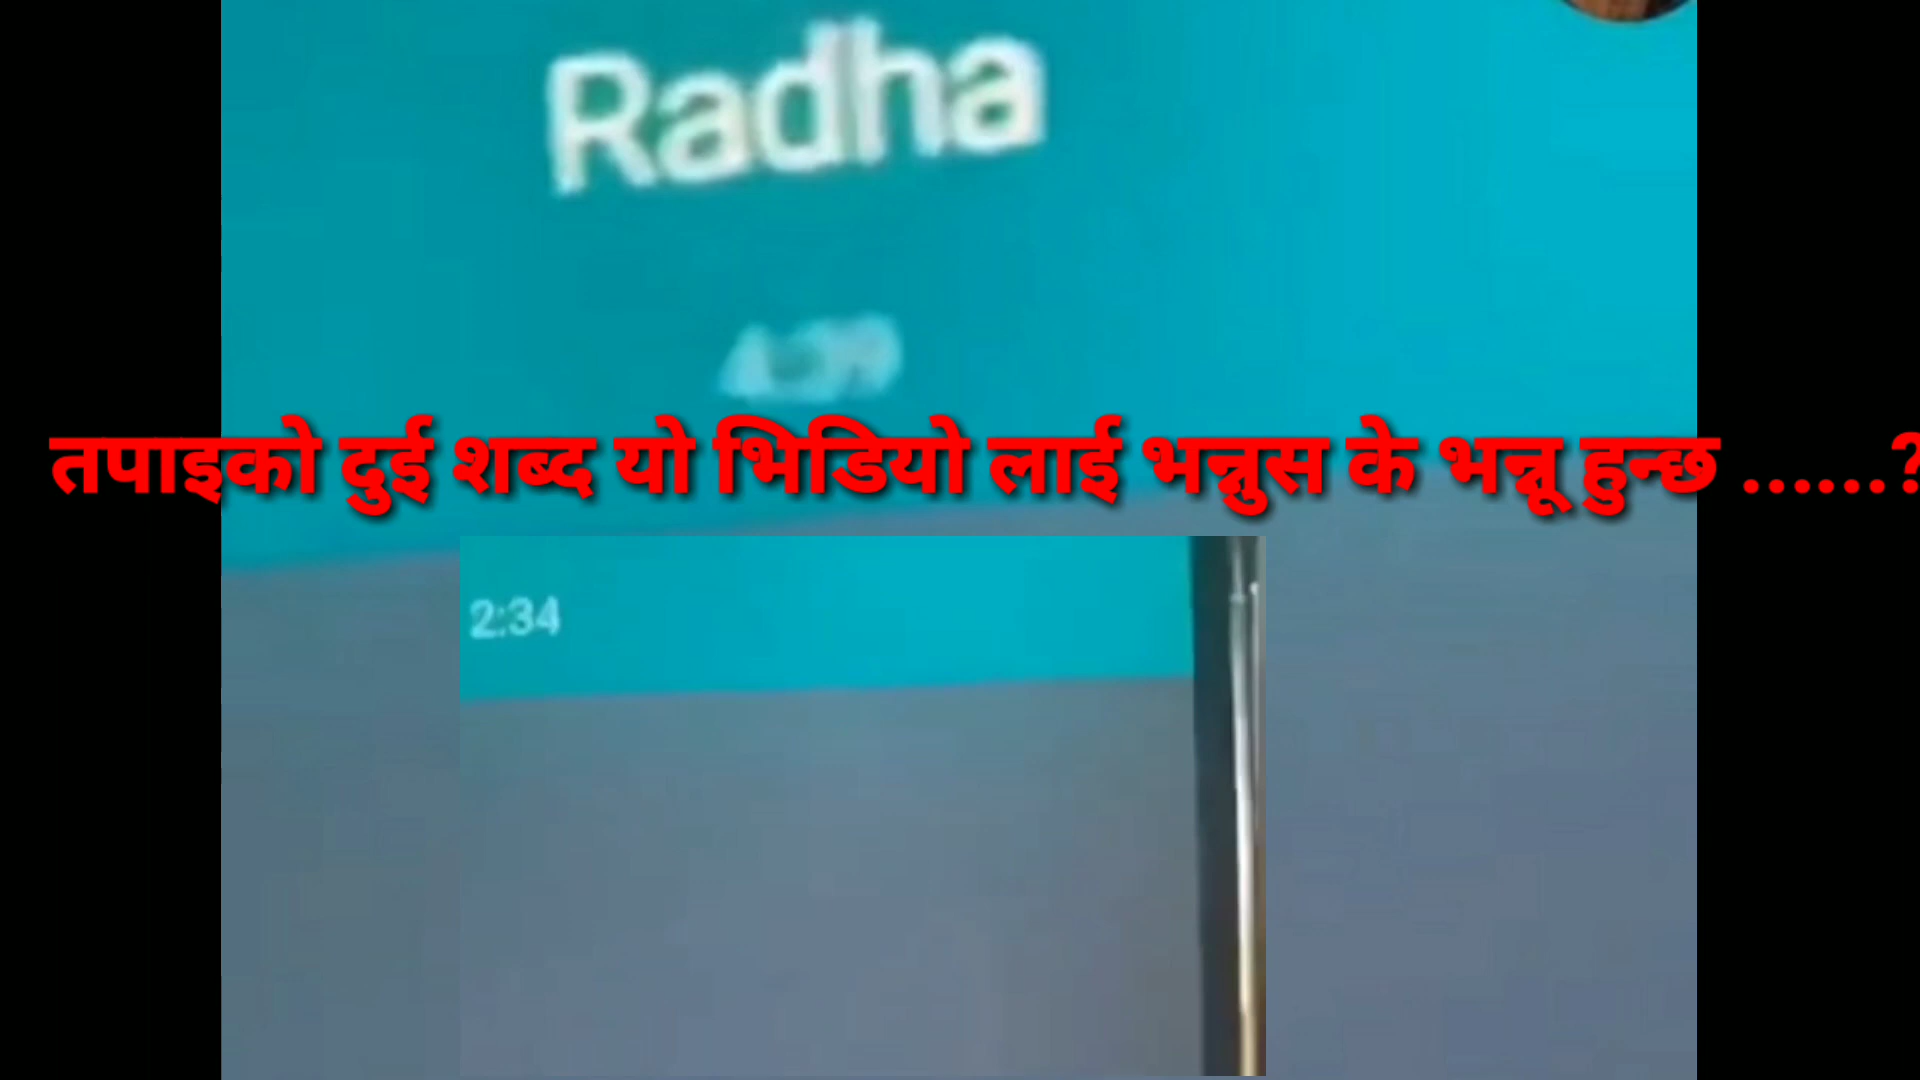 Radha
तपाइको दुई शब्द यो भिडियो लाई भन्नुस के भन्नू हुन्छ ......?
2:34